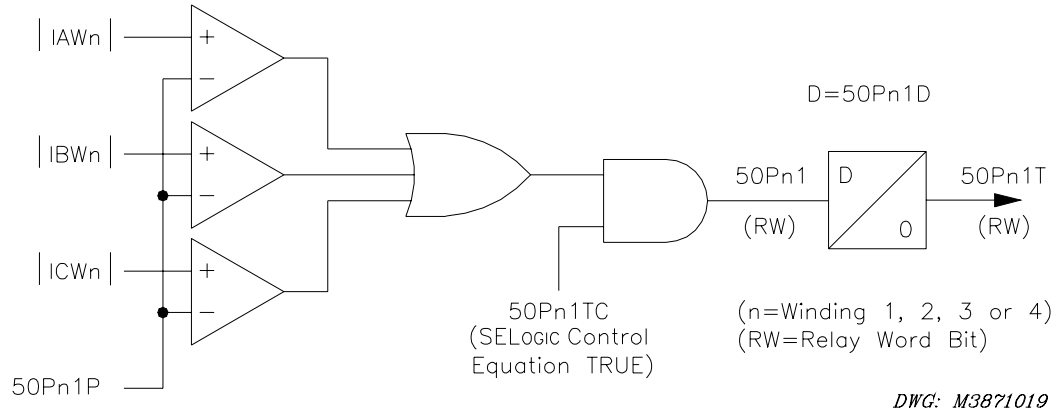 |IAWn|
+
−
D=50Pn1D
|IBWn|
+
−
50Pn1
(RW)
D
0
50Pn1T
(RW)
|ICWn|
+
−
50Pn1TC
(SELOGIC Control
Equation TRUE)
(n=Winding 1, 2, 3 or 4)
(RW=Relay Word Bit)
50Pn1P
DWG: M3871019